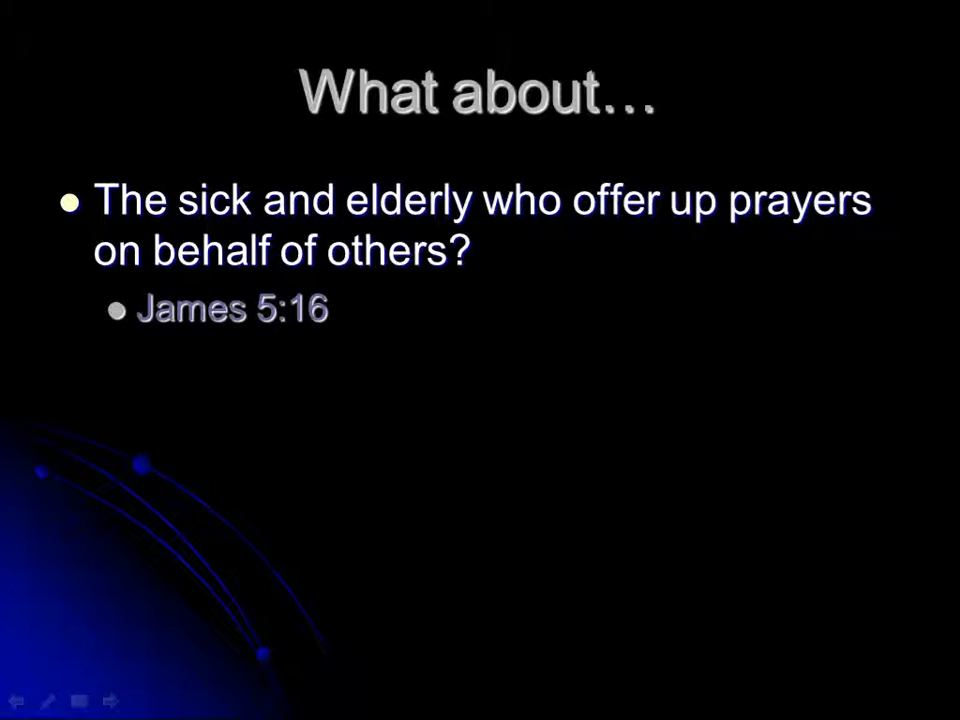 What about…
The sick and elderly who offer up prayers
on behalf of others?
James 5:16